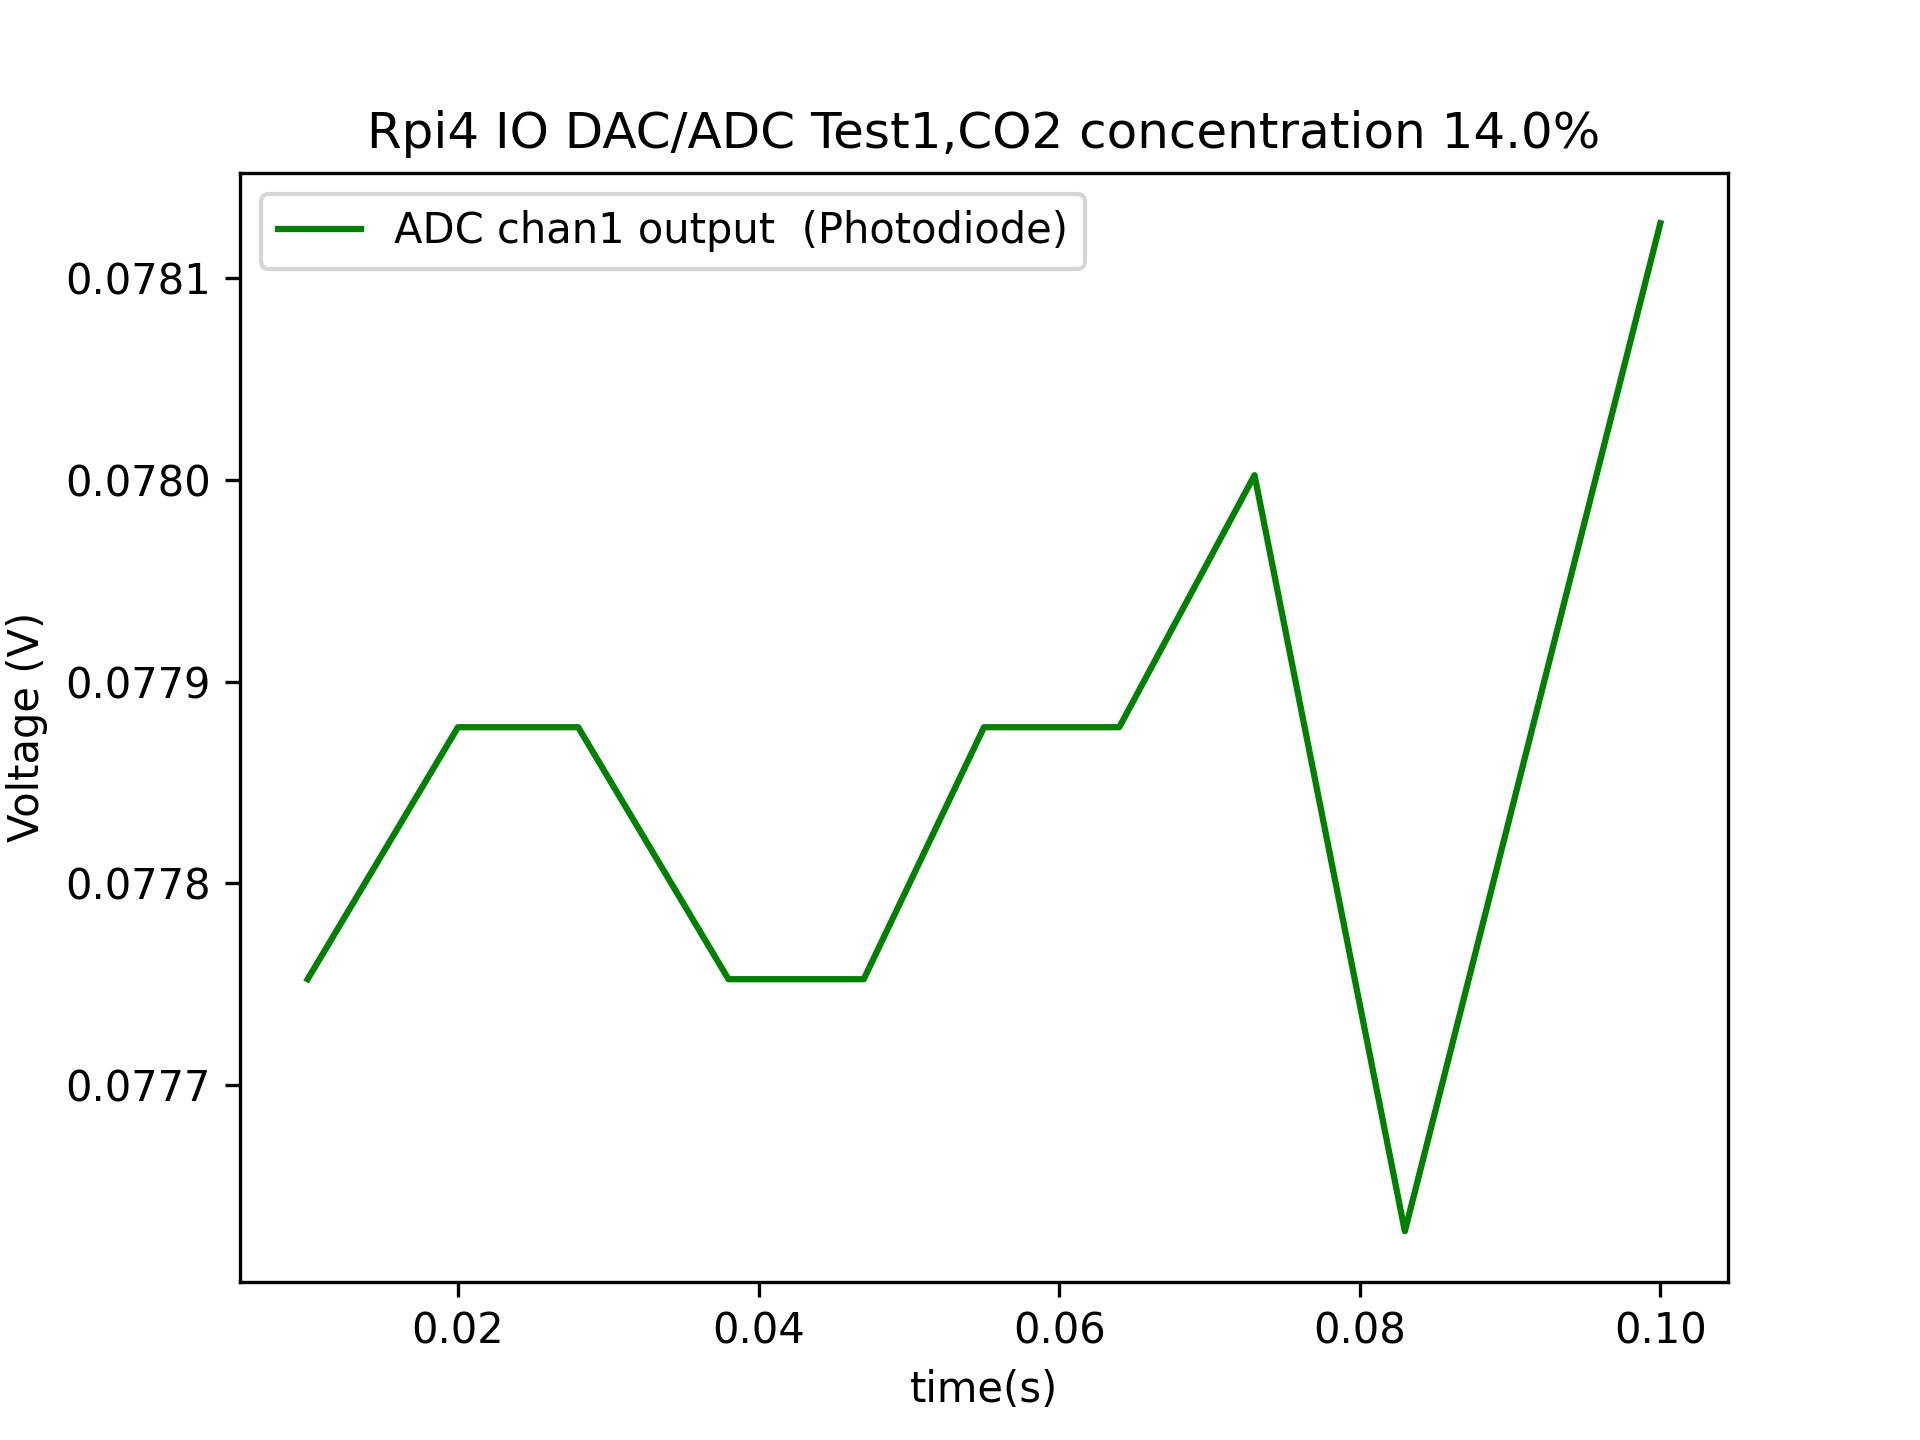 Rpi4 IO DAC/ADC Test1,CO2 concentration 14.0%
ADC chan1 output  (Photodiode)
0.0781
0.0780
0.0779
0.0778
0.0777
Voltage (V)
0.02 0.04 0.06 0.08 0.10
time(s)